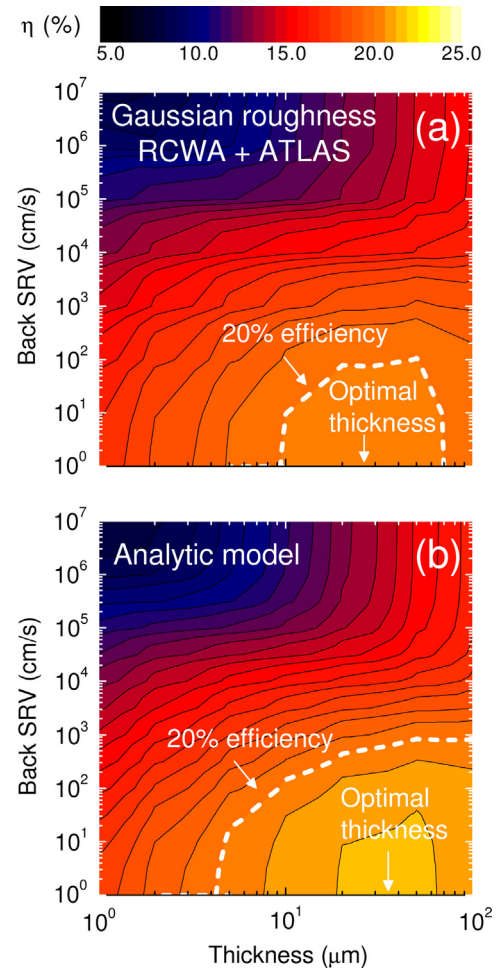 η (%)
5.0 10.0 15.0 20.0 25.0
10⁷
10⁶
10⁵
10⁴
10³
10²
10¹
10⁰
Back SRV (cm/s)
Gaussian roughness
RCWA + ATLAS
(a)
20% efficiency
Optimal
thickness
10⁷
10⁶
10⁵
10⁴
10³
10²
10¹
10⁰
Back SRV (cm/s)
Analytic model
(b)
20% efficiency
Optimal
thickness
10⁰ 10¹ 10²
Thickness (μm)